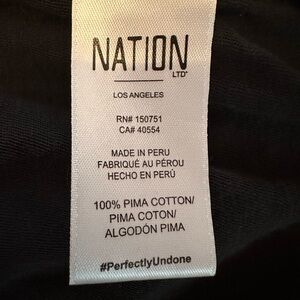 NATION
LTD
LOS ANGELES
RN# 150751
CA# 40554
MADE IN PERU
FABRIQUÉ AU PÉROU
HECHO EN PERÚ
100% PIMA COTTON/
PIMA COTON/
ALGODÓN PIMA
#PerfectlyUndone